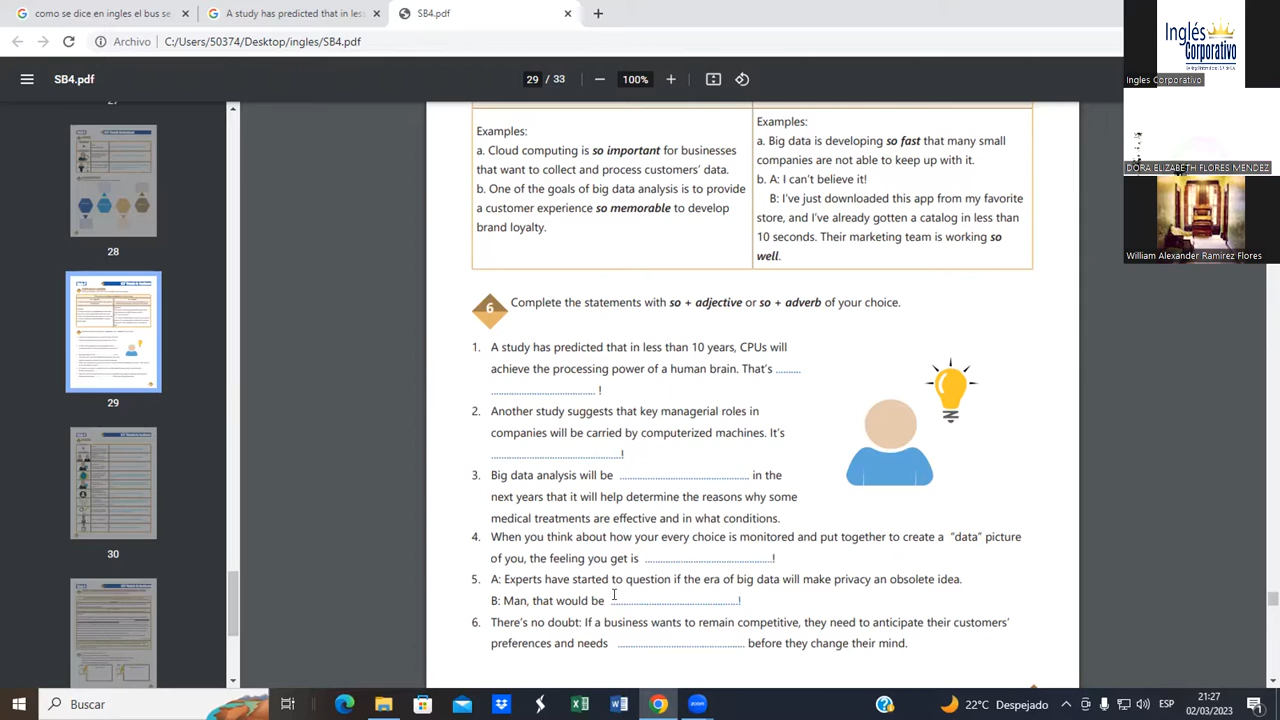 como se dice en ingles el bus se
A study has predicted that in les
SB4.pdf
Archivo
C:/Users/50374/Desktop/ingles/SB4.pdf
SB4.pdf
29 / 33
100%
28
29
30
Examples:
a. Cloud computing is so important for businesses
that want to collect and process customers' data.
b. One of the goals of big data analysis is to provide
a customer experience so memorable to develop
brand loyalty.
Examples:
a. Big data is developing so fast that many small
companies are not able to keep up with it.
b. A: I can't believe it!
B: I've just downloaded this app from my favorite
store, and I've already gotten a catalog in less than
10 seconds. Their marketing team is working so
well.
6
Complete the statements with so + adjective or so + adverb of your choice.
1. A study has predicted that in less than 10 years, CPUs will
achieve the processing power of a human brain. That's ..........
........................................ !
2. Another study suggests that key managerial roles in
companies will be carried by computerized machines. It's
..................................................!
3. Big data analysis will be .................................................. in the
next years that it will help determine the reasons why some
medical treatments are effective and in what conditions.
4. When you think about how your every choice is monitored and put together to create a "data" picture
of you, the feeling you get is ..................................................!
5. A: Experts have started to question if the era of big data will make privacy an obsolete idea.
B: Man, that would be ..................................................!
6. There's no doubt: If a business wants to remain competitive, they need to anticipate their customers'
preferences and needs .................................................. before they change their mind.
Inglés
Corporativo
Ingles Corporativo
DORA ELIZABETH FLORES MENDEZ
William Alexander Ramirez Flores
Buscar
zoom
22°C Despejado
ESP
21:27
02/03/2023